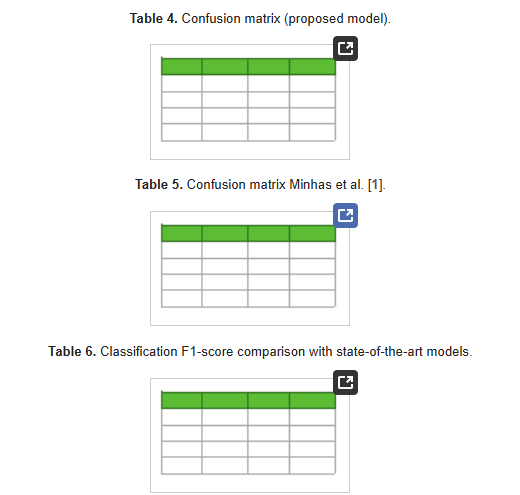 Table 4. Confusion matrix (proposed model).
Table 5. Confusion matrix Minhas et al. [1].
Table 6. Classification F1-score comparison with state-of-the-art models.